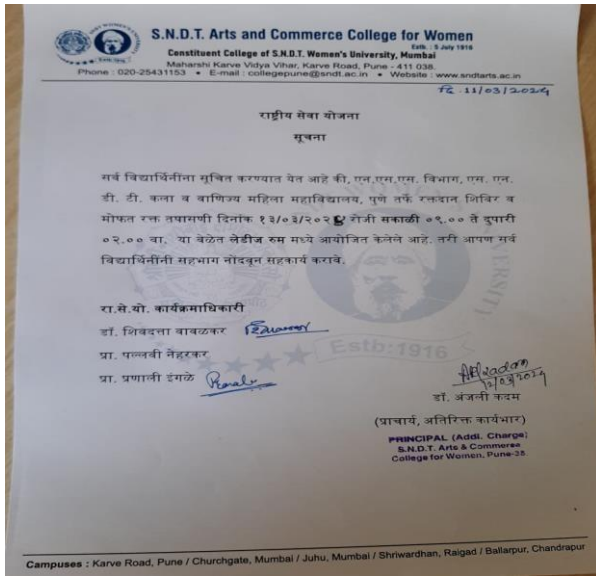 S.N.D.T. Arts and Commerce College for Women
Estb. : 5 July 1916
Constituent College of S.N.D.T. Women's University, Mumbai
Maharshi Karve Vidya Vihar, Karve Road, Pune - 411 038.
Phone : 020-25431153 • E-mail : collegepune@sndt.ac.in • Website : www.sndtarts.ac.in
दि. 11/03/2024
राष्ट्रीय सेवा योजना
सूचना
सर्व विद्यार्थिनींना सूचित करण्यात येत आहे की, एन.एस.एस. विभाग, एस. एन.
डी. टी. कला व वाणिज्य महिला महाविद्यालय, पुणे तर्फे रक्तदान शिबिर व
मोफत रक्त तपासणी दिनांक १३/०३/२०२४ रोजी सकाळी ०९.०० ते दुपारी
०२.०० वा. या वेळेत लेडीज रुम मध्ये आयोजित केलेले आहे. तरी आपण सर्व
विद्यार्थिनींनी सहभाग नोंदवून सहकार्य करावे.
रा.से.यो. कार्यक्रमाधिकारी
डॉ. शिवदत्ता वावळकर
प्रा. पल्लवी नेहरकर
प्रा. प्रणाली इंगळे
Estb:1916
12/03/2024
डॉ. अंजली कदम
(प्राचार्य, अतिरिक्त कार्यभार)
PRINCIPAL (Addl. Charge)
S.N.D.T. Arts & Commerce
College for Women, Pune-38.
Campuses : Karve Road, Pune / Churchgate, Mumbai / Juhu, Mumbai / Shriwardhan, Raigad / Ballarpur, Chandrapur